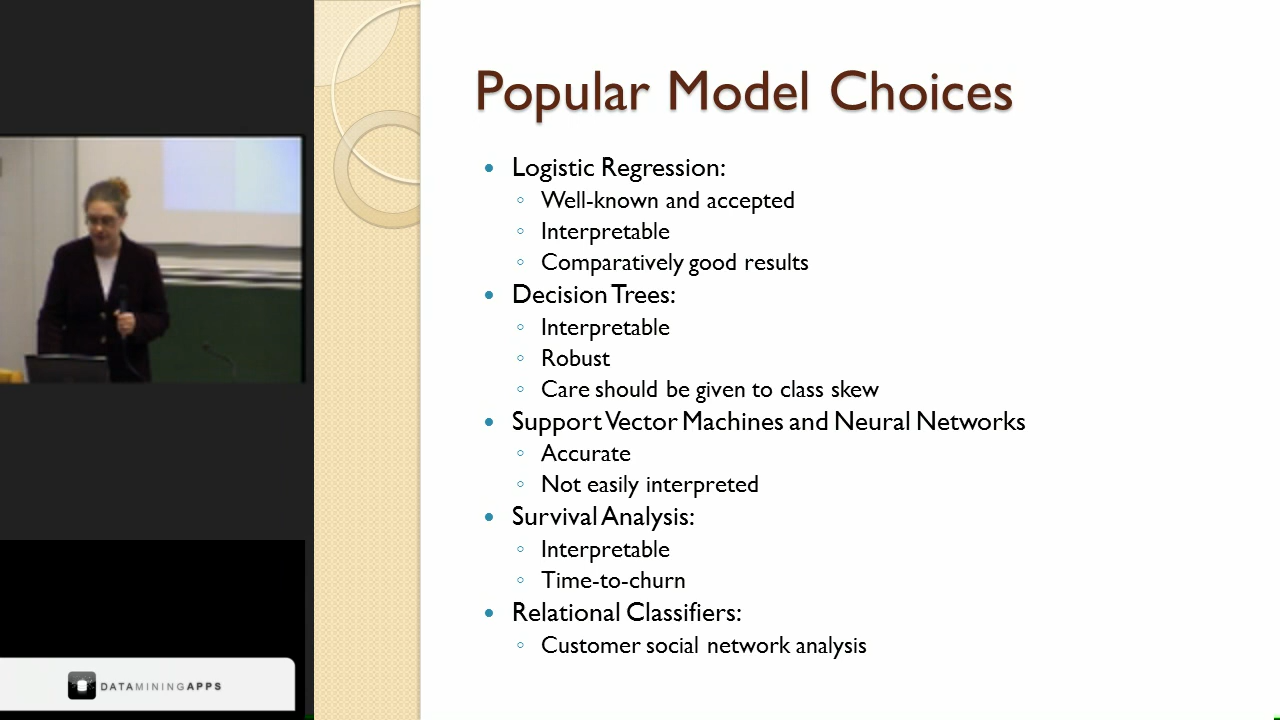 Popular Model Choices
Logistic Regression:
Well-known and accepted
Interpretable
Comparatively good results
Decision Trees:
Interpretable
Robust
Care should be given to class skew
Support Vector Machines and Neural Networks
Accurate
Not easily interpreted
Survival Analysis:
Interpretable
Time-to-churn
Relational Classifiers:
Customer social network analysis
DATAMININGAPPS